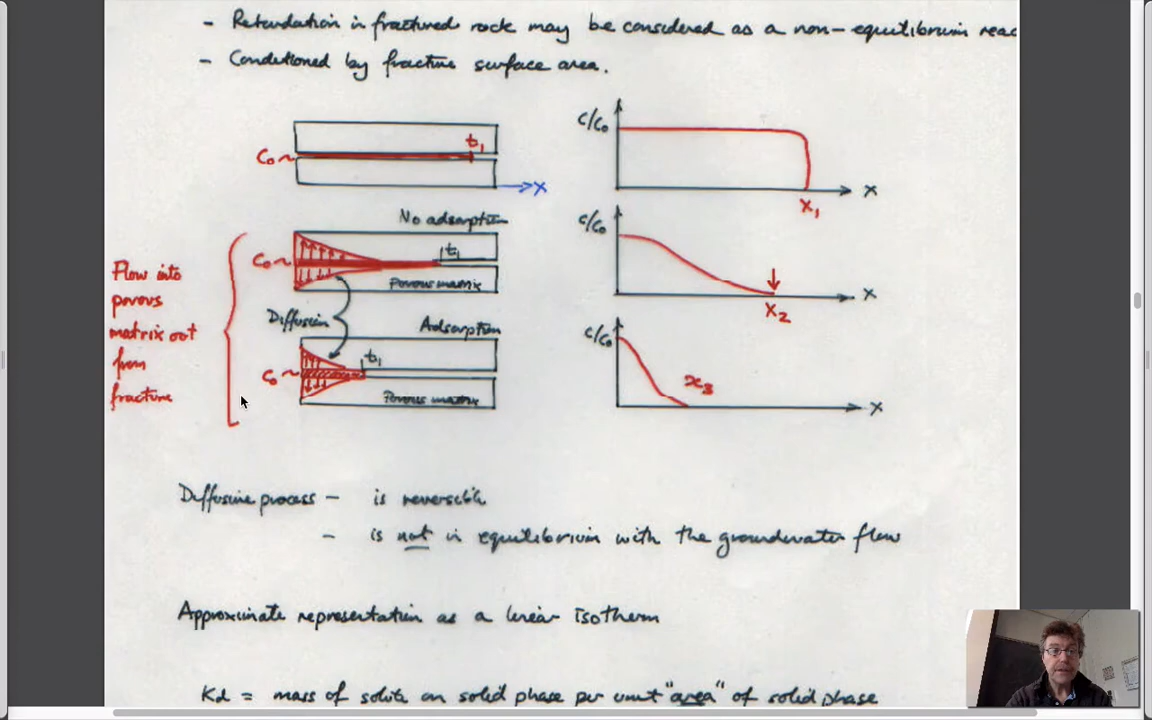 - Retardation in fractured rock may be considered as a non-equilibrium reac
- Conditioned by fracture surface area.
C/C₀
C₀
t₁
x
x
x₁
No adsorption
C/C₀
C₀
t₁
Porous matrix
x
x₂
Flow into
porous
matrix out
from
fracture
Diffusion
Adsorption
C/C₀
t₁
C₀
Porous matrix
x₃
x
Diffusive process - is reversible
- is not in equilibrium with the groundwater flow
Approximate representation as a linear isotherm
Kd = mass of solute on solid phase per unit "area" of solid phase